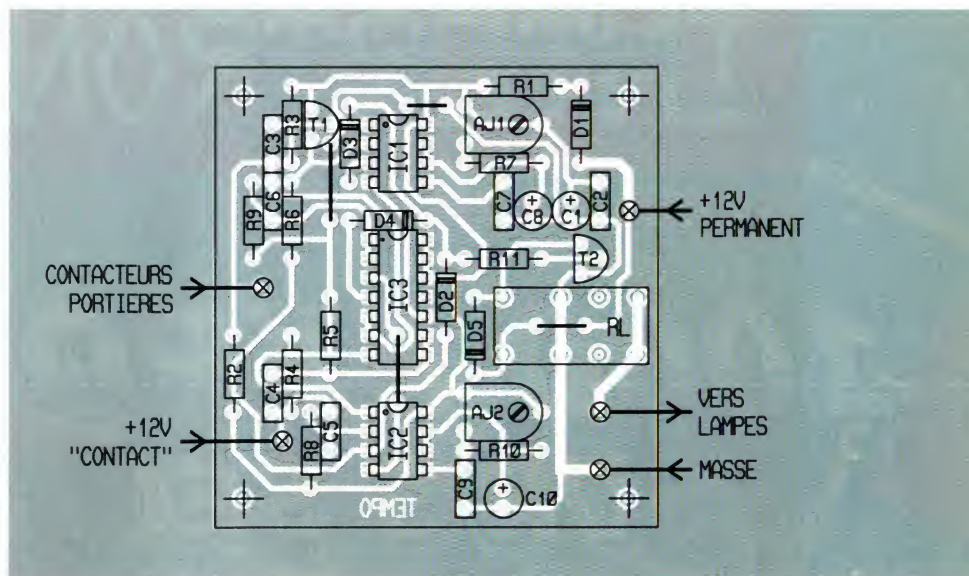 R1
R3
T1
D3
AJ1
D1
C3
IC1
R7
C6
C7
C8
C1
C2
+12V
PERMANENT
R9
R6
D4
T2
R11
CONTACTEURS
PORTIERES
IC3
D2
RL
R5
D5
R2
R4
VERS
LAMPES
C4
AJ2
+12V
"CONTACT"
C5
IC2
R8
R10
MASSE
C9
C10
TEMPO